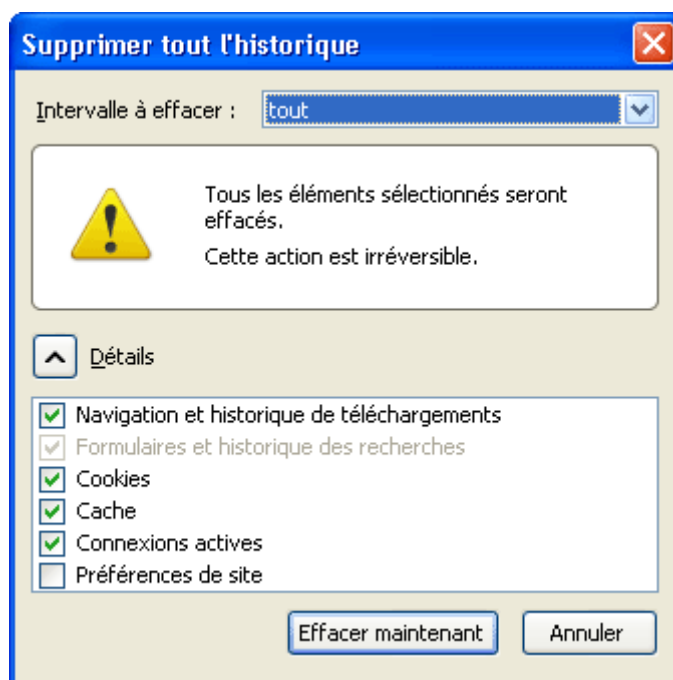 Supprimer tout l'historique
Intervalle à effacer : tout
Tous les éléments sélectionnés seront
effacés.
Cette action est irréversible.
Détails
Navigation et historique de téléchargements
Formulaires et historique des recherches
Cookies
Cache
Connexions actives
Préférences de site
Effacer maintenant Annuler